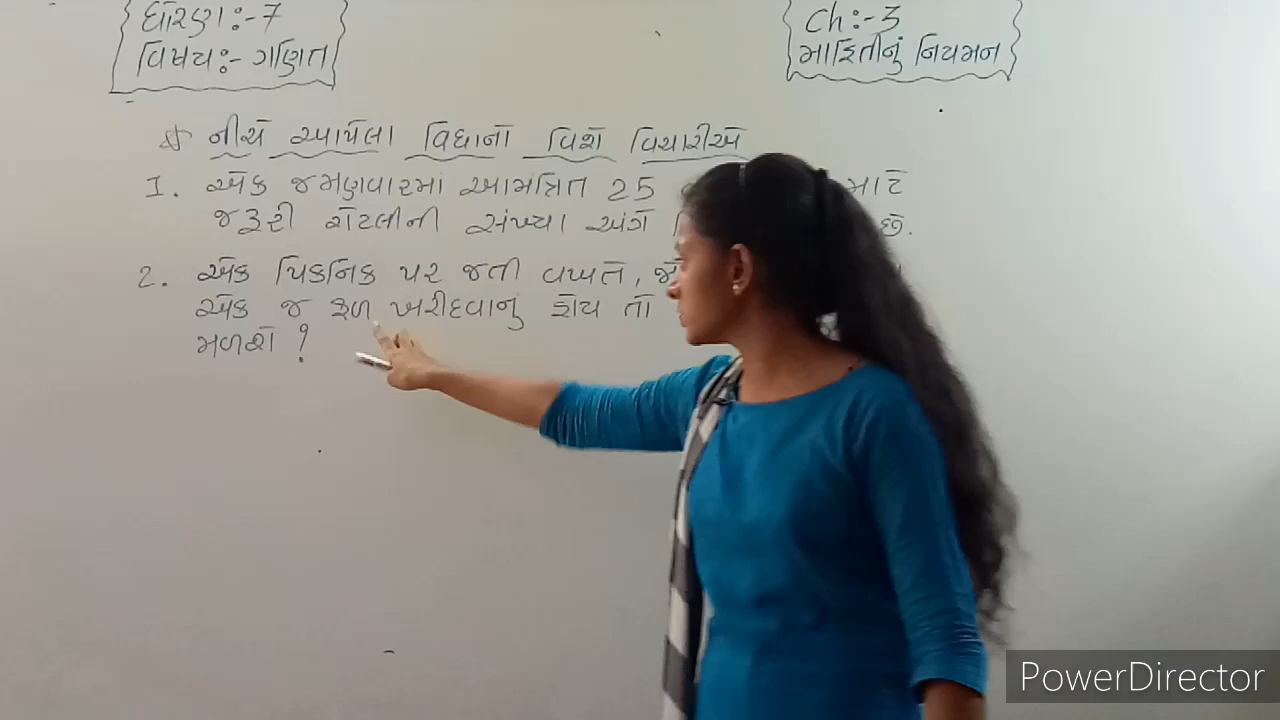 ધોરણ:-7
વિષય:- ગણિત
Ch:-3
માહિતીનું નિયમન
નીચે આપેલા વિધાનો વિશે વિચારીએ
1. એક જમણવારમાં આમંત્રિત 25 માટે
જરૂરી રોટલીની સંખ્યા અંગે છે.
2. એક પિકનિક પર જતી વખતે, જો
એક જ ફળ ખરીદવાનું હોય તો
મળશે ?
PowerDirector